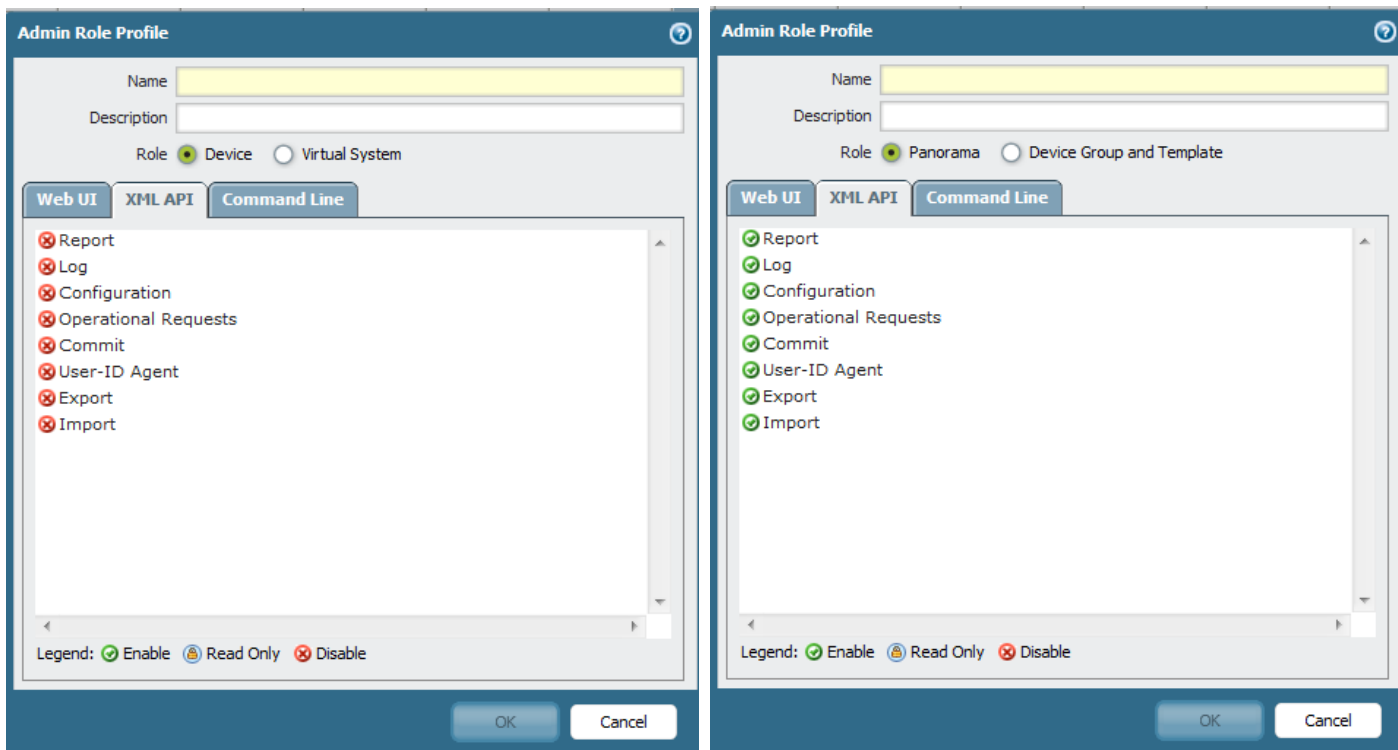 Admin Role Profile
Name
Description
Role Device Virtual System
Web UI XML API Command Line
Report
Log
Configuration
Operational Requests
Commit
User-ID Agent
Export
Import
Legend: Enable Read Only Disable
OK Cancel
Admin Role Profile
Name
Description
Role Panorama Device Group and Template
Web UI XML API Command Line
Report
Log
Configuration
Operational Requests
Commit
User-ID Agent
Export
Import
Legend: Enable Read Only Disable
OK Cancel